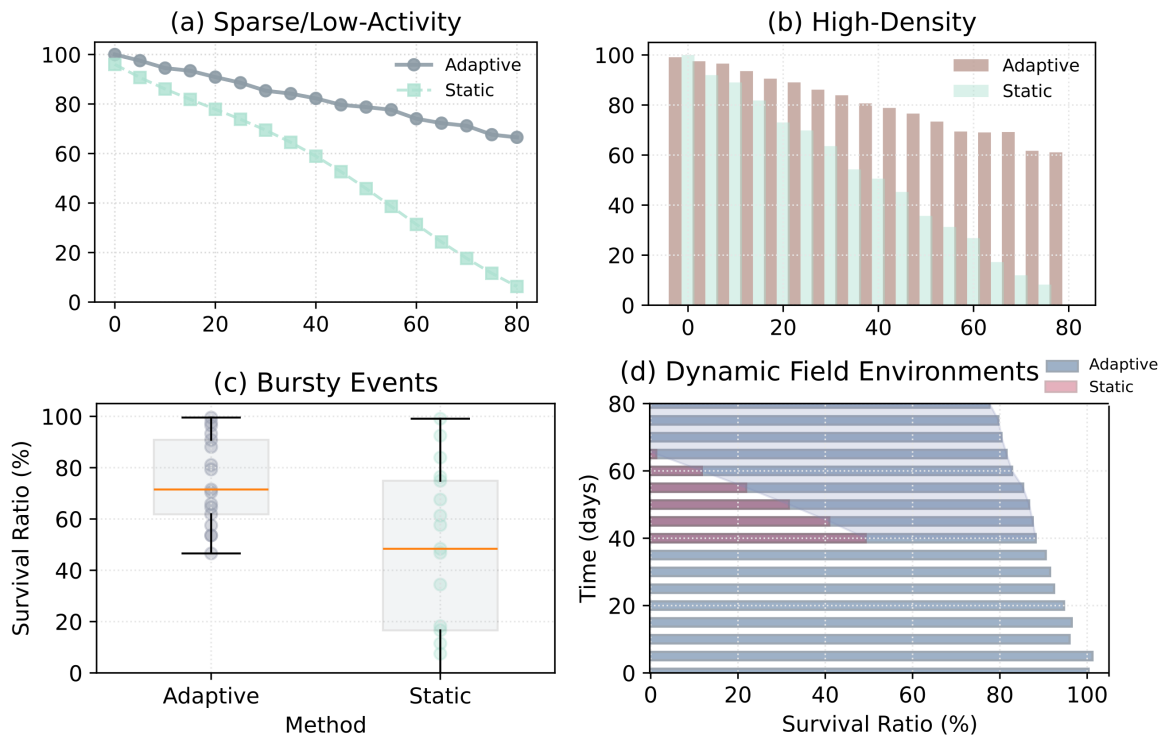 (a) Sparse/Low-Activity
100
80
60
40
20
0
0 20 40 60 80
Adaptive
Static
(b) High-Density
100
80
60
40
20
0
0 20 40 60 80
Adaptive
Static
(c) Bursty Events
Survival Ratio (%)
100
80
60
40
20
0
Adaptive Static
Method
(d) Dynamic Field Environments
Adaptive
Static
Time (days)
80
60
40
20
0
0 20 40 60 80 100
Survival Ratio (%)